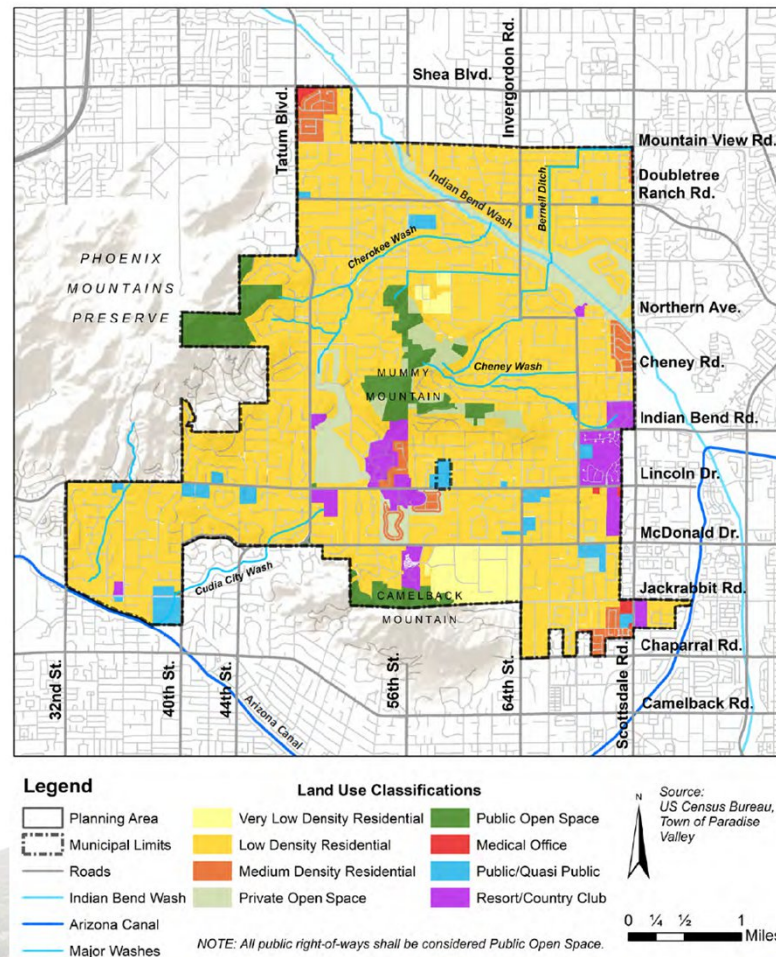 Shea Blvd.
Tatum Blvd.
Invergordon Rd.
Mountain View Rd.
Doubletree
Ranch Rd.
Indian Bend Wash
Berneil Ditch
Cherokee Wash
PHOENIX
MOUNTAINS
PRESERVE
Northern Ave.
Cheney Rd.
MUMMY
MOUNTAIN
Cheney Wash
Indian Bend Rd.
Lincoln Dr.
McDonald Dr.
Cudia City Wash
Jackrabbit Rd.
CAMELBACK
MOUNTAIN
Chaparral Rd.
32nd St.
40th St.
44th St.
56th St.
64th St.
Scottsdale Rd.
Camelback Rd.
Arizona Canal
Legend
Planning Area
Municipal Limits
Roads
Indian Bend Wash
Arizona Canal
Major Washes
Land Use Classifications
Very Low Density Residential
Low Density Residential
Medium Density Residential
Private Open Space
Public Open Space
Medical Office
Public/Quasi Public
Resort/Country Club
NOTE: All public right-of-ways shall be considered Public Open Space.
N
Source:
US Census Bureau,
Town of Paradise
Valley
0 ¼ ½ 1
Miles